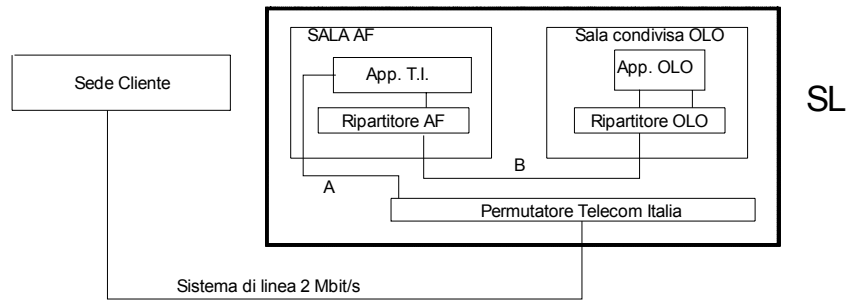 SALA AF
Sala condivisa OLO
App. T.I.
App. OLO
Sede Cliente
SL
Ripartitore AF
Ripartitore OLO
B
A
Permutatore Telecom Italia
Sistema di linea 2 Mbit/s